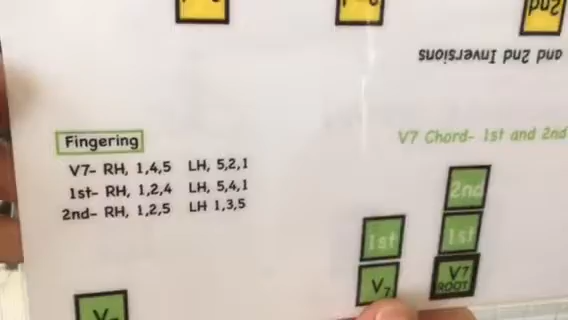 2nd
and 2nd Inversions
Fingering
V7- RH, 1,4,5 LH, 5,2,1
1st- RH, 1,2,4 LH, 5,4,1
2nd- RH, 1,2,5 LH 1,3,5
V7 Chord- 1st and 2nd
2nd
1st
1st
V7
V7
ROOT